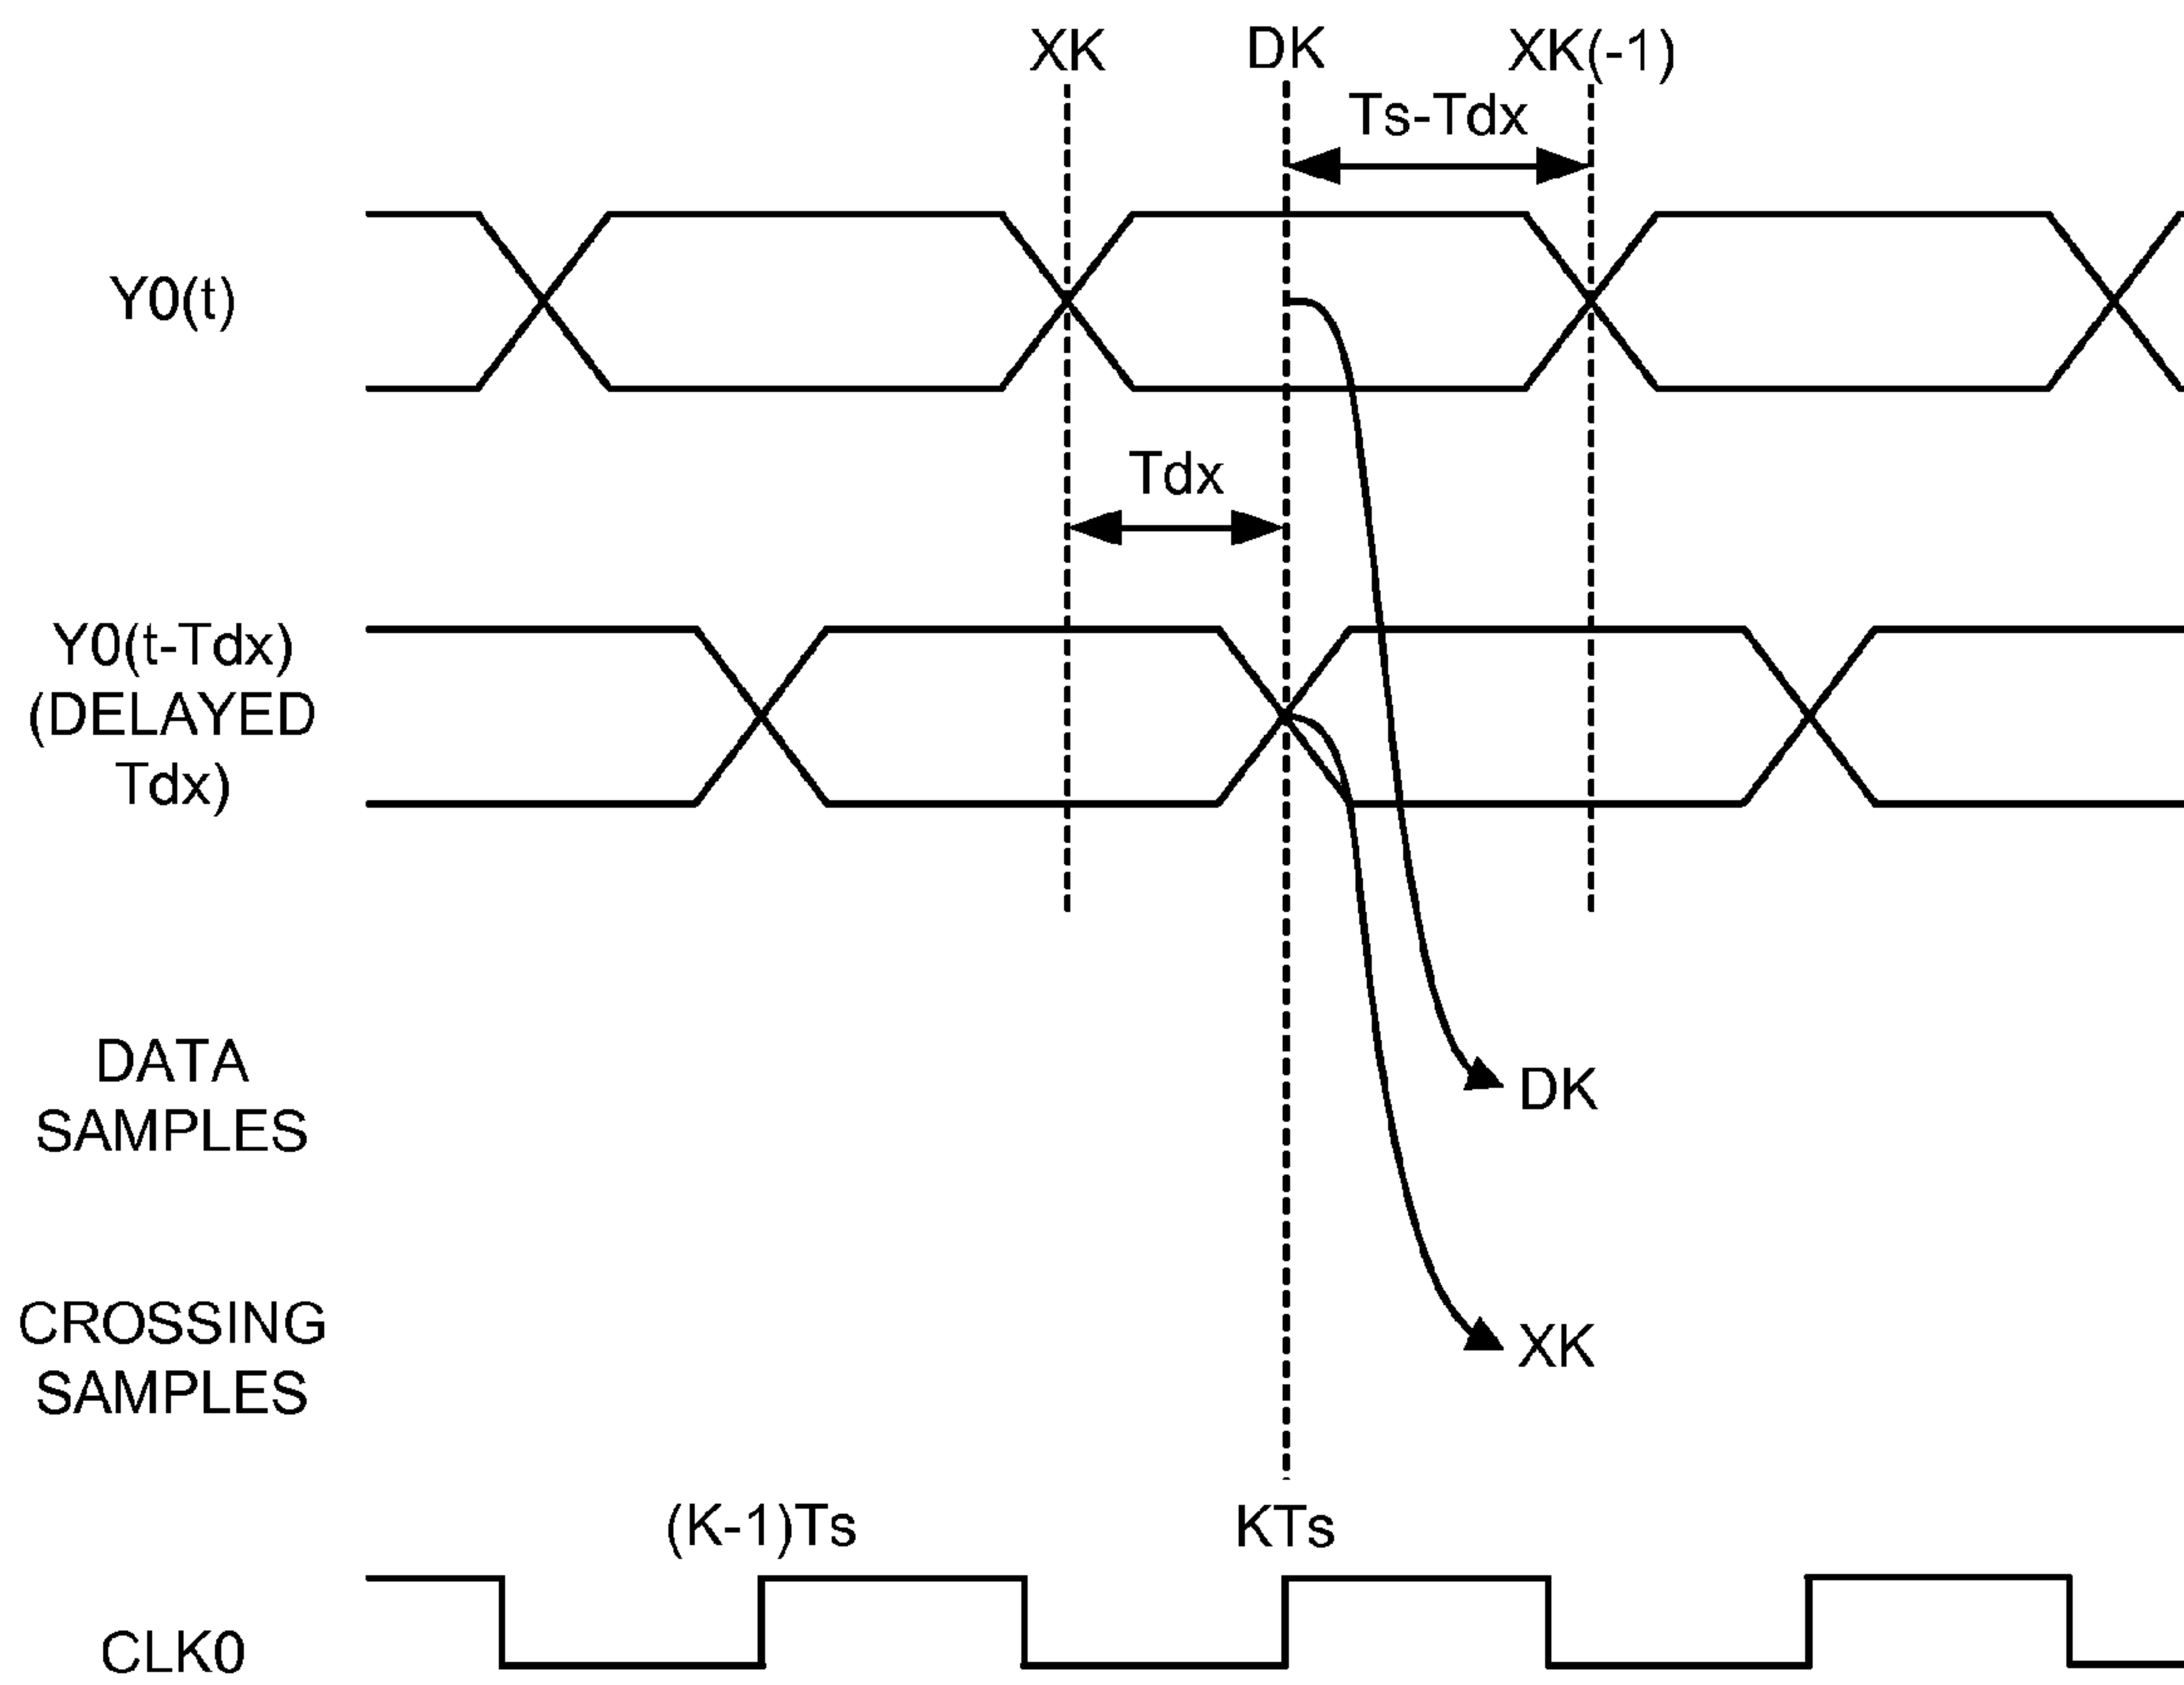 XK DK XK(-1)
Ts-Tdx
Y0(t)
Tdx
Y0(t-Tdx)
(DELAYED
Tdx)
DATA
SAMPLES
DK
CROSSING
SAMPLES
XK
(K-1)Ts KTs
CLK0